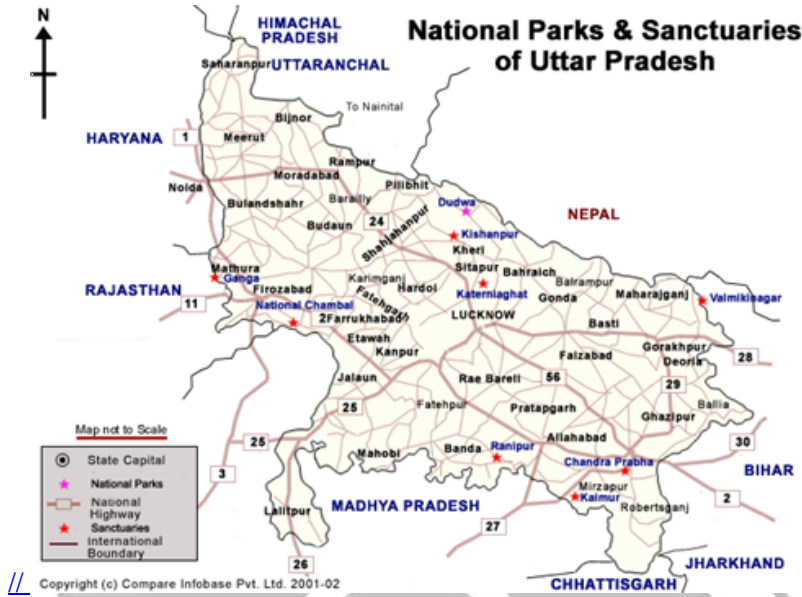 N
HIMACHAL
PRADESH
National Parks & Sanctuaries
of Uttar Pradesh
Saharanpur
UTTARANCHAL
To Nainital
Bijnor
HARYANA
1
Meerut
Rampur
Moradabad
Pilibhit
Noida
Barailly
Dudwa
Bulandshahr
NEPAL
Budaun
24
Shahjahanpur
Kishanpur
Kheri
Mathura
Ganga
Sitapur
Bahraich
RAJASTHAN
Firozabad
Karimganj
Hardoi
Katerniaghat
Balrampur
Gonda
Maharajganj
Valmikinagar
11
National Chambal
Fatehgarh
2
Farrukhabad
LUCKNOW
Basti
Etawah
Kanpur
Faizabad
Gorakhpur
Deoria
28
Jalaun
Rae Bareli
56
29
25
Fatehpur
Pratapgarh
Ballia
Ghazipur
Map not to Scale
25
Allahabad
30
Mahobi
Banda
Ranipur
Chandra Prabha
BIHAR
State Capital
3
Mirzapur
Kaimur
National Parks
MADHYA PRADESH
2
National
Highway
Lalitpur
Robertsganj
27
Sanctuaries
International
Boundary
26
JHARKHAND
CHHATTISGARH
// Copyright (c) Compare Infobase Pvt. Ltd. 2001-02